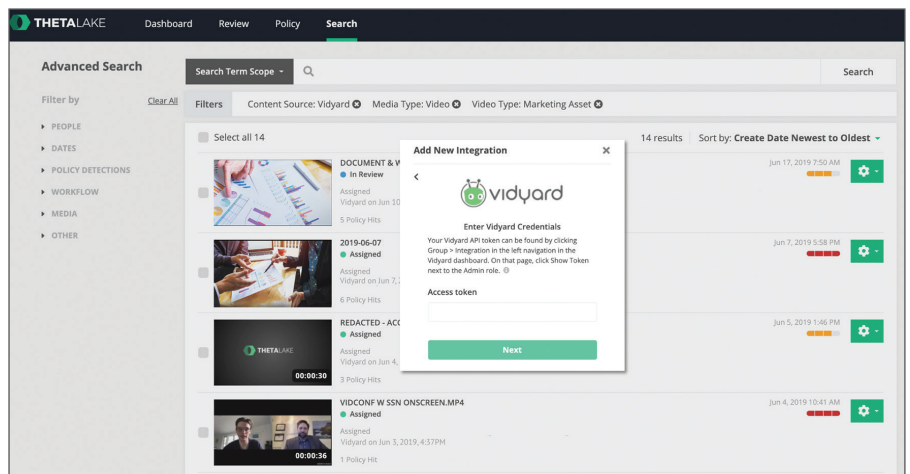 THETALAKE
Dashboard Review Policy Search
Advanced Search
Search Term Scope
Search
Filter by Clear All
Filters Content Source: Vidyard Media Type: Video Video Type: Marketing Asset
PEOPLE
DATES
POLICY DETECTIONS
WORKFLOW
MEDIA
OTHER
Select all 14
14 results Sort by: Create Date Newest to Oldest
DOCUMENT & W
In Review
Assigned
Vidyard on Jun 10
5 Policy Hits
Jun 17, 2019 7:50 AM
2019-06-07
Assigned
Assigned
Vidyard on Jun 7, 
6 Policy Hits
Jun 7, 2019 5:58 PM
THETALAKE
00:00:30
REDACTED - ACC
Assigned
Assigned
Vidyard on Jun 4,
3 Policy Hits
Jun 5, 2019 1:46 PM
00:00:36
VIDCONF W SSN ONSCREEN.MP4
Assigned
Assigned
Vidyard on Jun 3, 2019, 4:37PM
1 Policy Hit
Jun 4, 2019 10:41 AM
Add New Integration
vidyard
Enter Vidyard Credentials
Your Vidyard API token can be found by clicking
Group > Integration in the left navigation in the
Vidyard dashboard. On that page, click Show Token
next to the Admin role.
Access token
Next